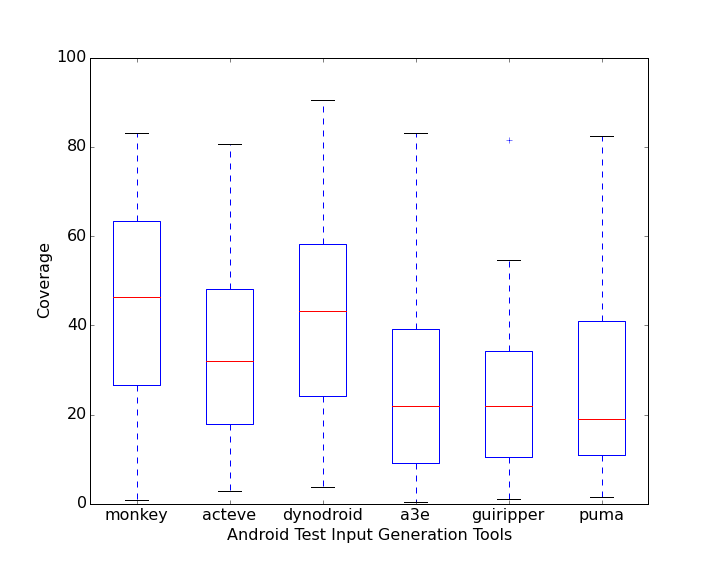 100
80
60
40
20
0
Coverage
monkey acteve dynodroid a3e guiripper puma
Android Test Input Generation Tools